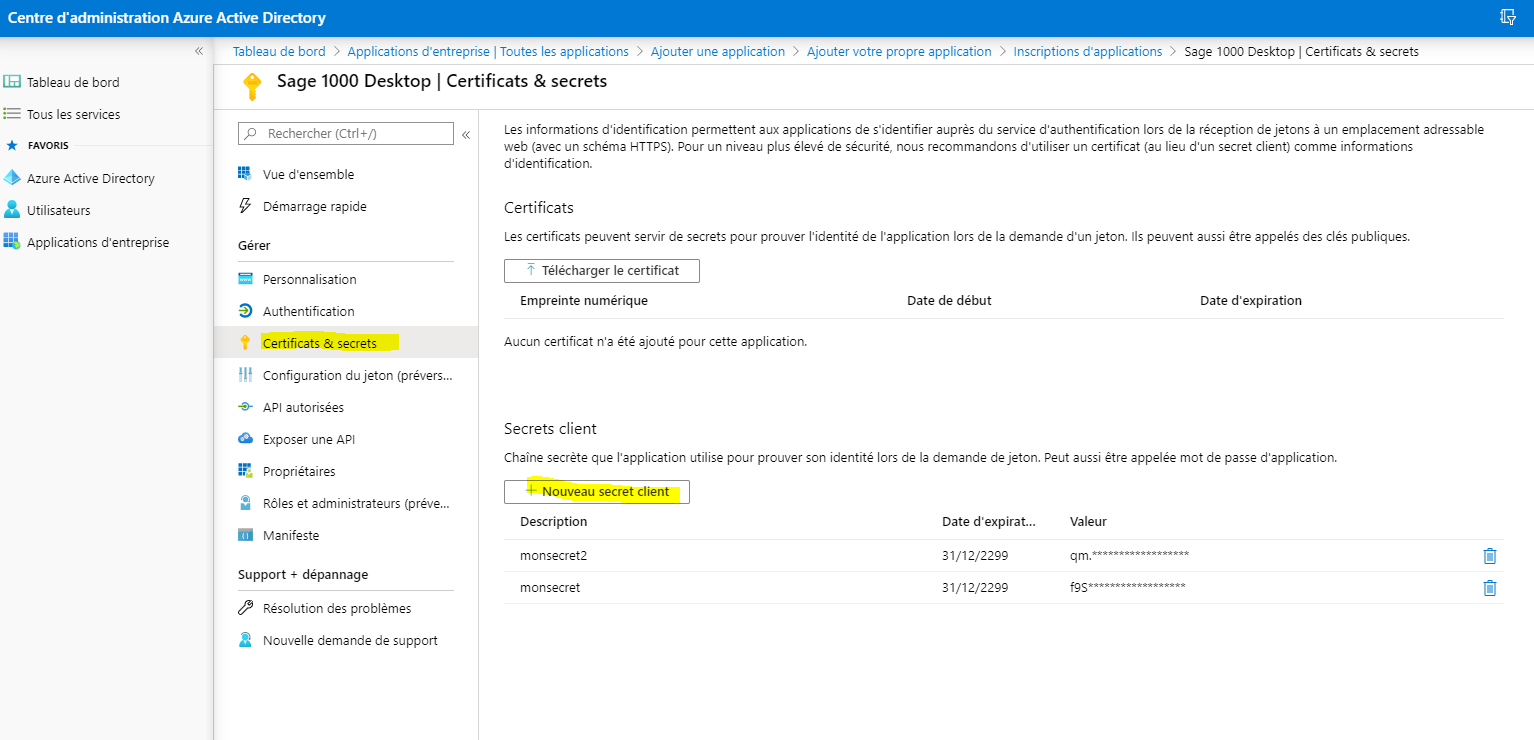 Centre d'administration Azure Active Directory
«
Tableau de bord > Applications d'entreprise | Toutes les applications > Ajouter une application > Ajouter votre propre application > Inscriptions d'applications > Sage 1000 Desktop | Certificats & secrets
Tableau de bord
Tous les services
FAVORIS
Azure Active Directory
Utilisateurs
Applications d'entreprise
Sage 1000 Desktop | Certificats & secrets
Rechercher (Ctrl+/)
«
Vue d'ensemble
Démarrage rapide
Gérer
Personnalisation
Authentification
Certificats & secrets
Configuration du jeton (prévers...
API autorisées
Exposer une API
Propriétaires
Rôles et administrateurs (préve...
Manifeste
Support + dépannage
Résolution des problèmes
Nouvelle demande de support
Les informations d'identification permettent aux applications de s'identifier auprès du service d'authentification lors de la réception de jetons à un emplacement adressable
web (avec un schéma HTTPS). Pour un niveau plus élevé de sécurité, nous recommandons d'utiliser un certificat (au lieu d'un secret client) comme informations
d'identification.
Certificats
Les certificats peuvent servir de secrets pour prouver l'identité de l'application lors de la demande d'un jeton. Ils peuvent aussi être appelés des clés publiques.
Télécharger le certificat
Empreinte numérique Date de début Date d'expiration
Aucun certificat n'a été ajouté pour cette application.
Secrets client
Chaîne secrète que l'application utilise pour prouver son identité lors de la demande de jeton. Peut aussi être appelée mot de passe d'application.
+ Nouveau secret client
Description Date d'expirat... Valeur
monsecret2 31/12/2299 qm.******************
monsecret 31/12/2299 f9S******************